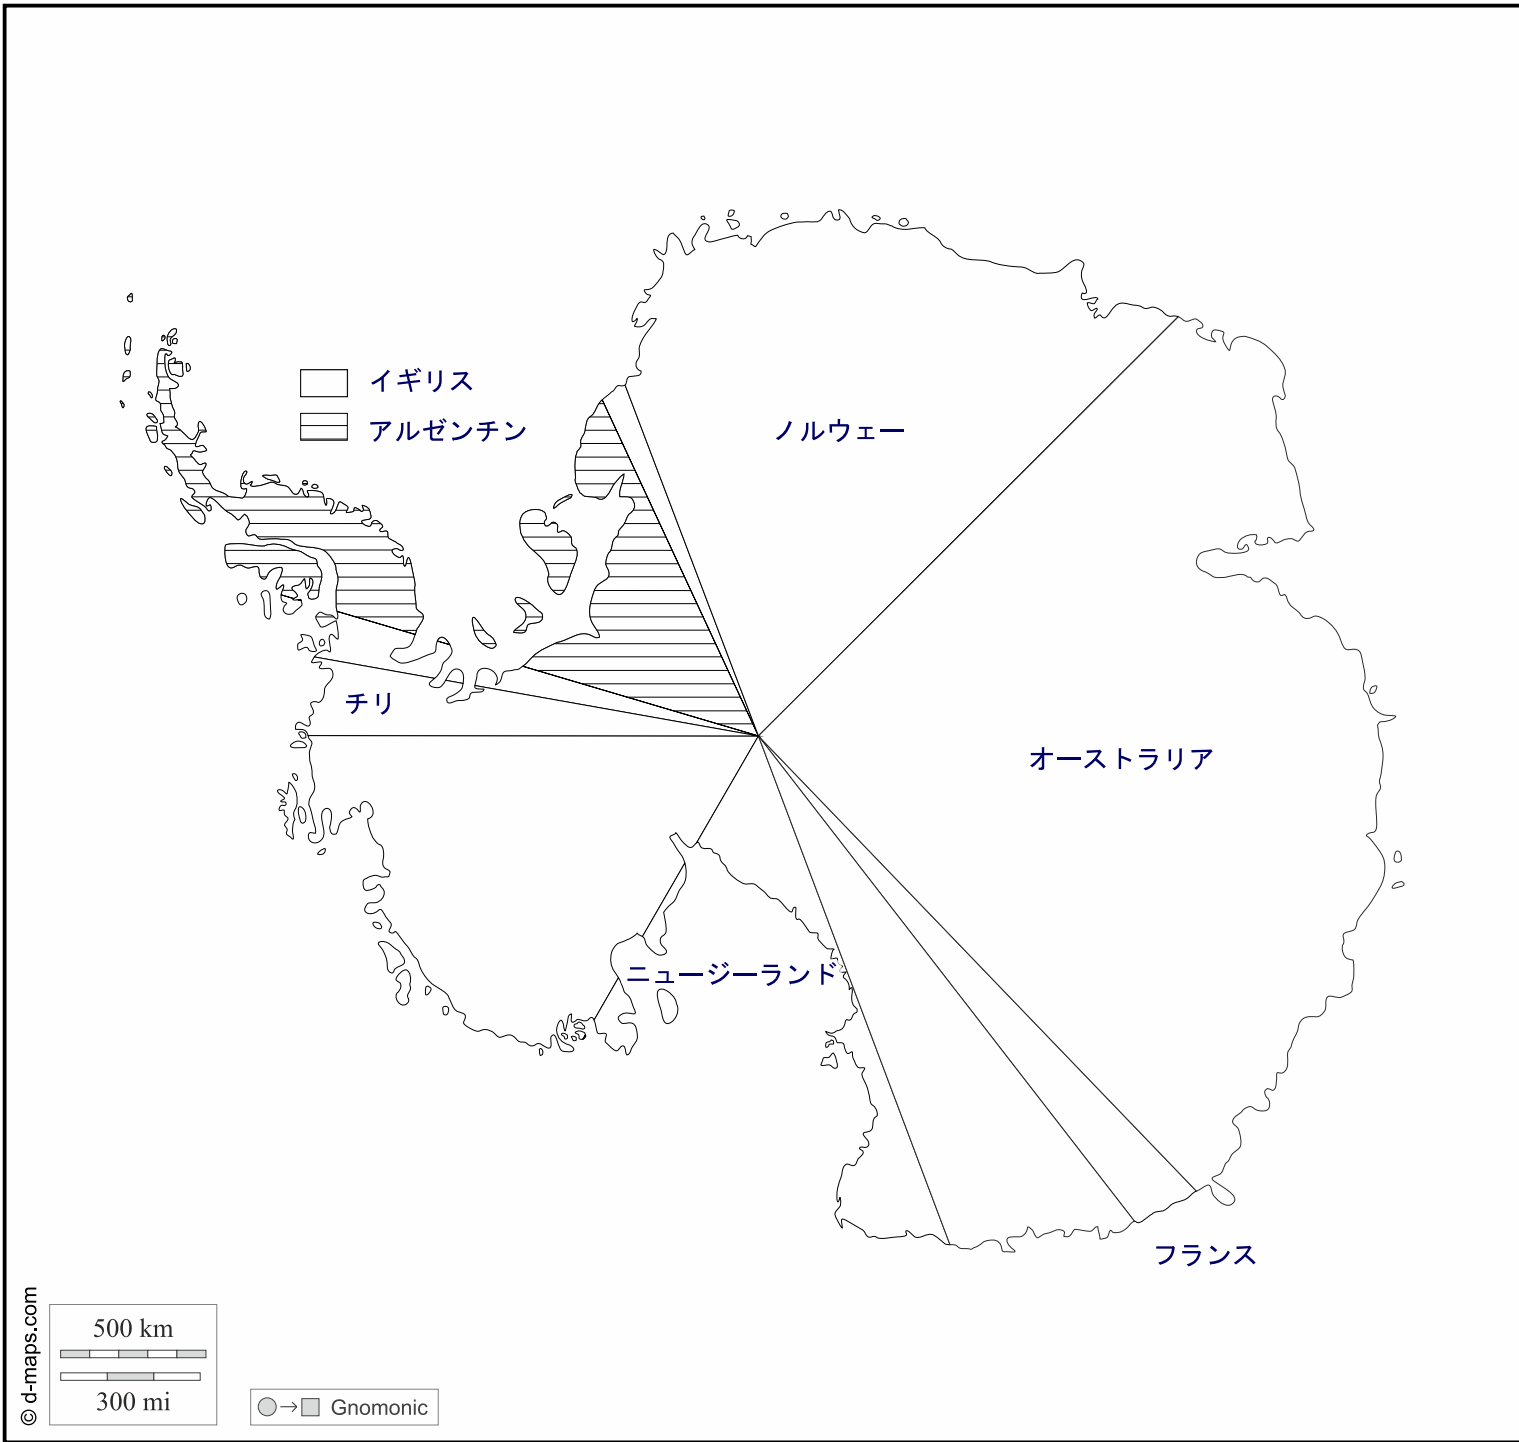 イギリス
アルゼンチン
ノルウェー
チリ
オーストラリア
ニュージーランド
フランス
© d-maps.com
500 km
300 mi
Gnomonic